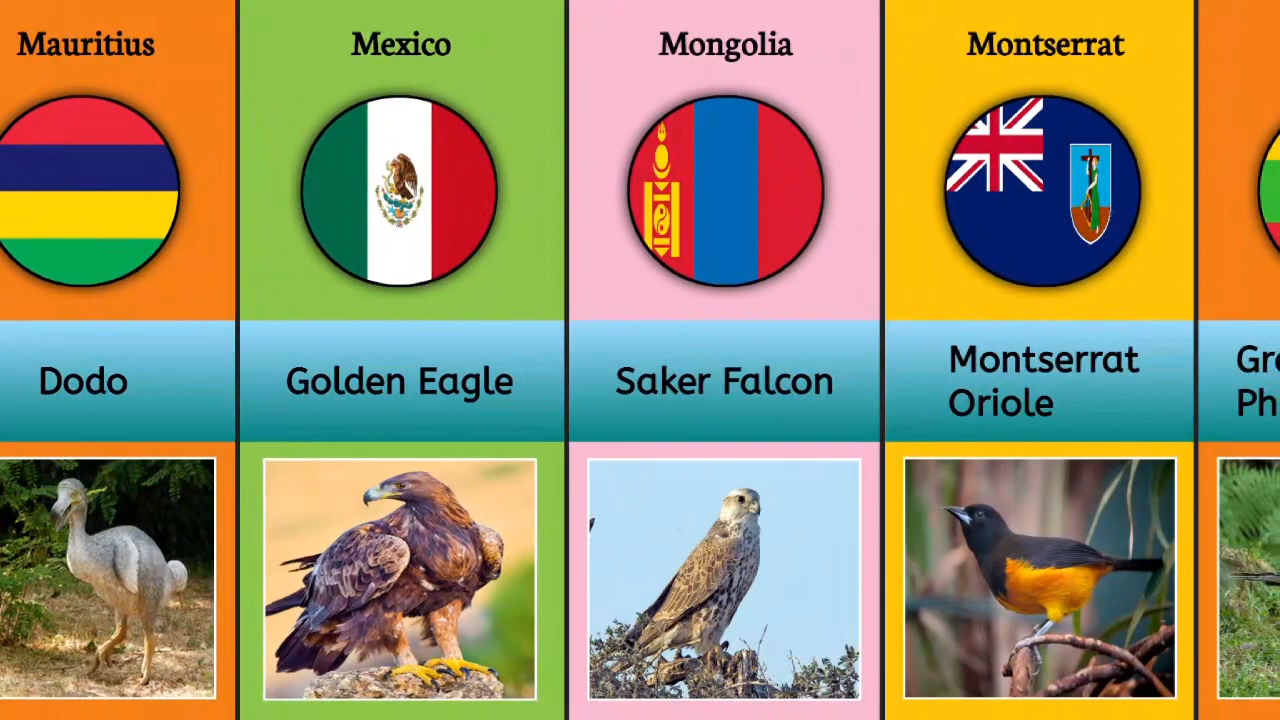 Mauritius
Mexico
Mongolia
Montserrat
Dodo
Golden Eagle
Saker Falcon
Montserrat
Oriole